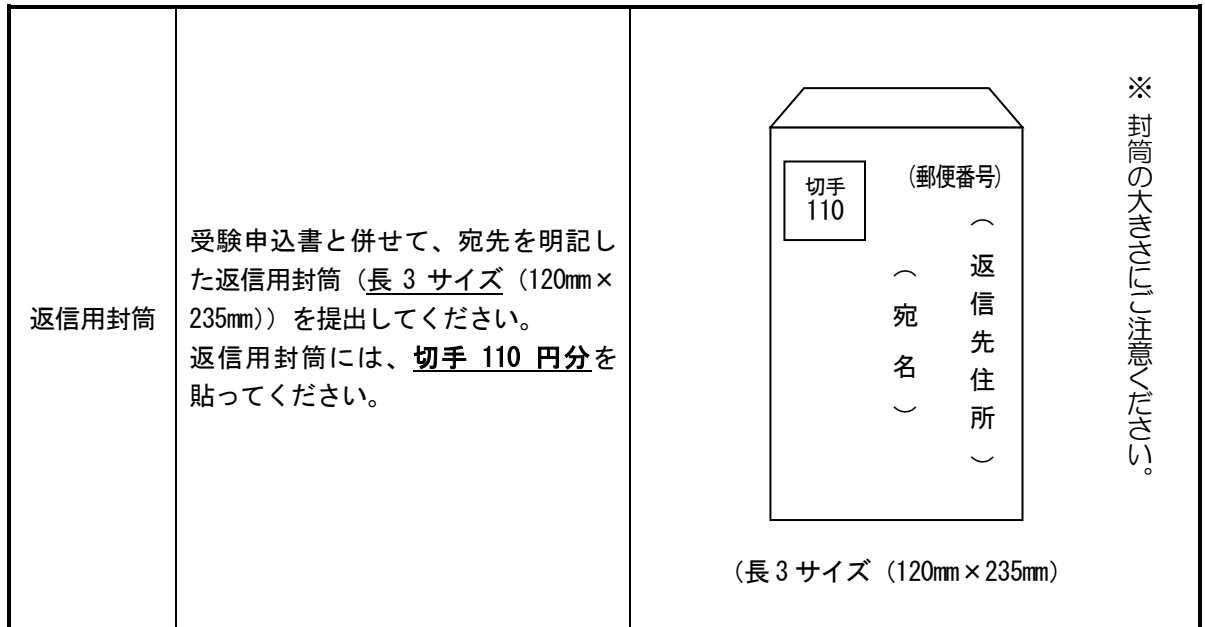 返信用封筒
受験申込書と併せて、宛先を明記し
た返信用封筒（長 3 サイズ（120㎜×
235㎜））を提出してください。
返信用封筒には、切手 110 円分を
貼ってください。
切手
110
（郵便番号）
（返信先住所）
（宛名）
※ 封筒の大きさにご注意ください。
（長 3 サイズ（120㎜×235㎜）